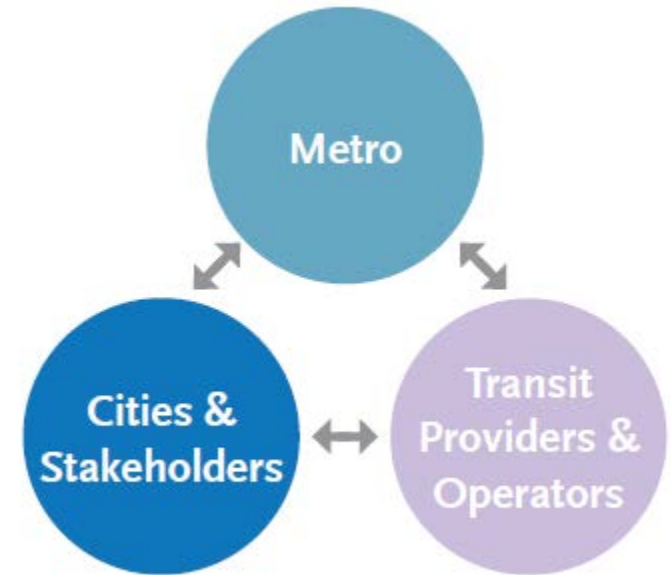 Metro
Cities &
Stakeholders
Transit
Providers &
Operators